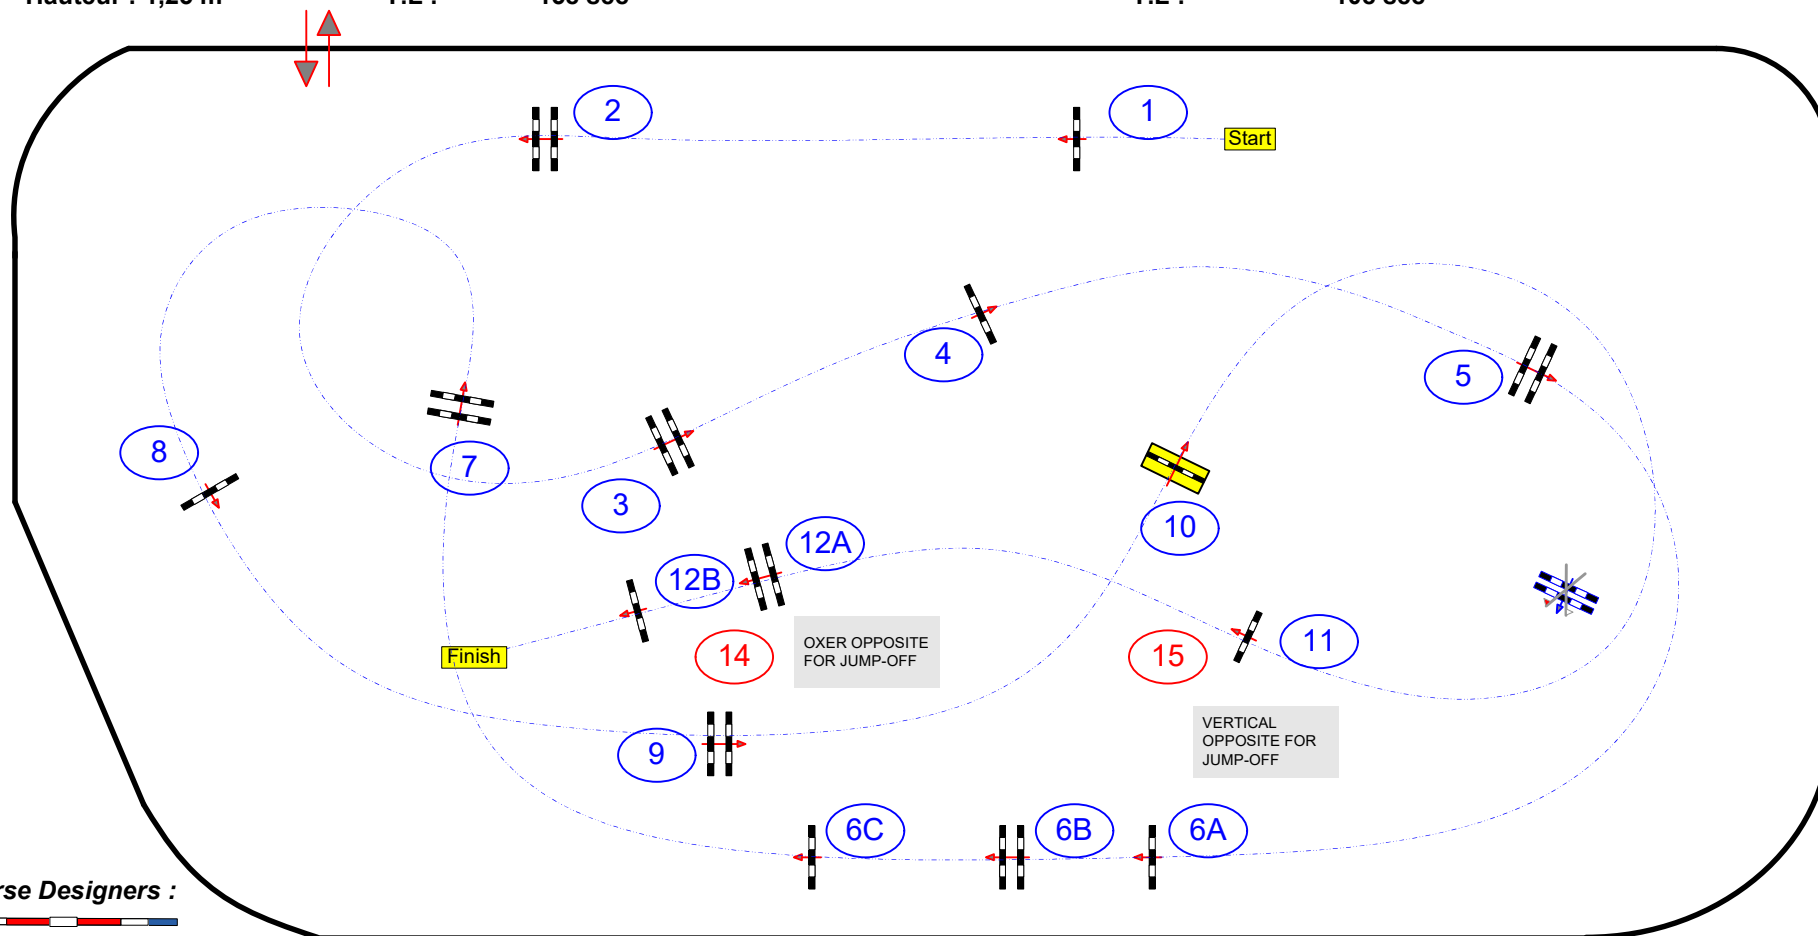 2
1
Start
4
5
8
7
3
10
12A
12B
11
Finish
14
OXER OPPOSITE
FOR JUMP-OFF
15
VERTICAL
OPPOSITE FOR
JUMP-OFF
9
6C
6B
6A
Designers :